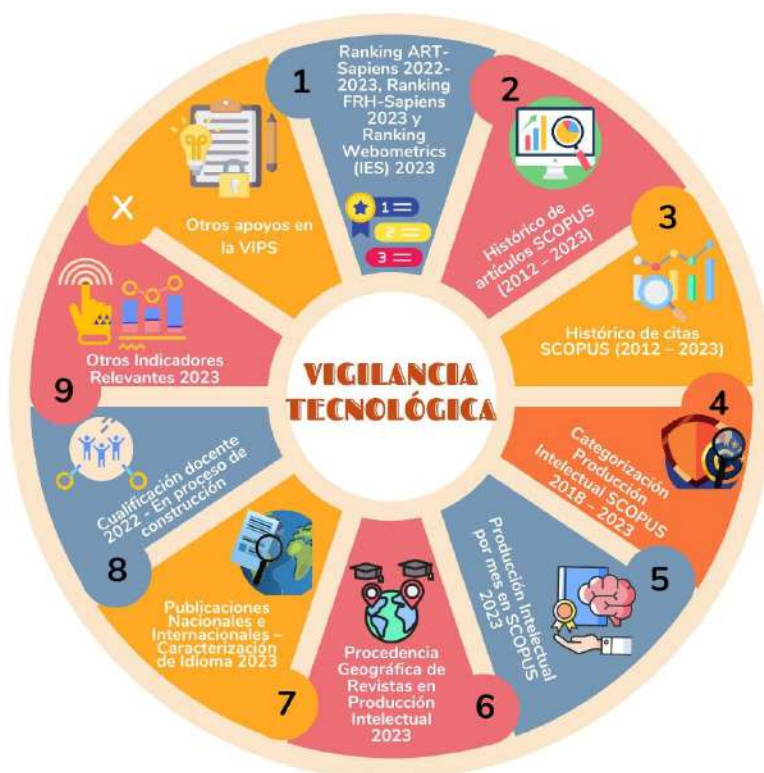 1
Ranking ART-
Sapiens 2022-
2023, Ranking
FRH-Sapiens
2023 y
Ranking
Webometrics
(IES) 2023
1
2
3
2
Histórico de
artículos SCOPUS
(2012 – 2023)
3
Histórico de citas
SCOPUS (2012 – 2023)
4
Categorización
Producción
Intelectual SCOPUS
2018 – 2023
5
Producción Intelectual
por mes en SCOPUS
2023
6
Procedencia
Geográfica de
Revistas en
Producción
Intelectual
2023
7
Publicaciones
Nacionales e
Internacionales –
Caracterización
de Idioma 2023
8
Cualificación docente
2022 - En proceso de
construcción
9
Otros Indicadores
Relevantes 2023
X
Otros apoyos en
la VIPS
VIGILANCIA
TECNOLÓGICA